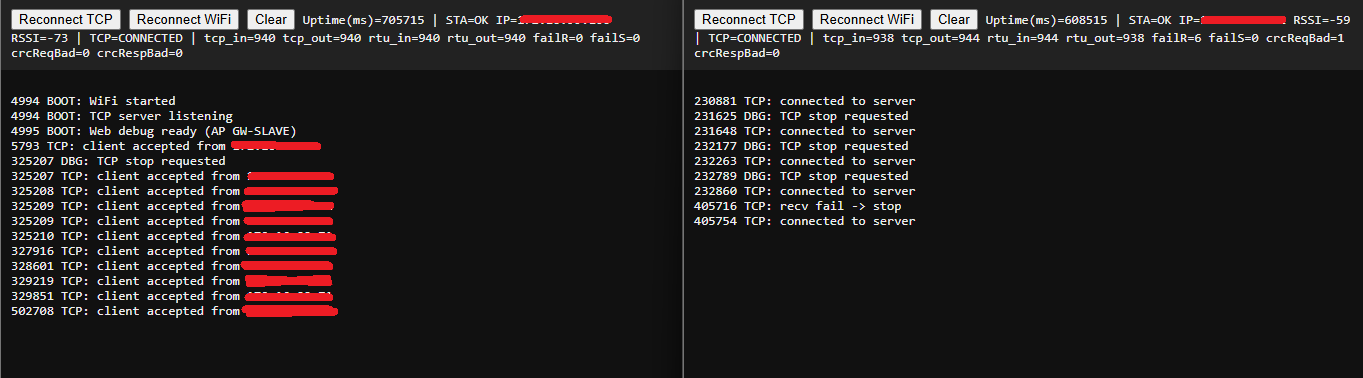 Reconnect TCP Reconnect WiFi Clear Uptime(ms)=705715 | STA=OK IP=
RSSI=-73 | TCP=CONNECTED | tcp_in=940 tcp_out=940 rtu_in=940 rtu_out=940 failR=0 failS=0
crcReqBad=0 crcRespBad=0
4994 BOOT: WiFi started
4994 BOOT: TCP server listening
4995 BOOT: Web debug ready (AP GW-SLAVE)
5793 TCP: client accepted from
325207 DBG: TCP stop requested
325207 TCP: client accepted from
325208 TCP: client accepted from
325209 TCP: client accepted from
325209 TCP: client accepted from
325210 TCP: client accepted from
327916 TCP: client accepted from
328601 TCP: client accepted from
329219 TCP: client accepted from
329851 TCP: client accepted from
502708 TCP: client accepted from
Reconnect TCP Reconnect WiFi Clear Uptime(ms)=608515 | STA=OK IP= RSSI=-59
| TCP=CONNECTED | tcp_in=938 tcp_out=944 rtu_in=944 rtu_out=938 failR=6 failS=0 crcReqBad=1
crcRespBad=0
230881 TCP: connected to server
231625 DBG: TCP stop requested
231648 TCP: connected to server
232177 DBG: TCP stop requested
232263 TCP: connected to server
232789 DBG: TCP stop requested
232860 TCP: connected to server
405716 TCP: recv fail -> stop
405754 TCP: connected to server